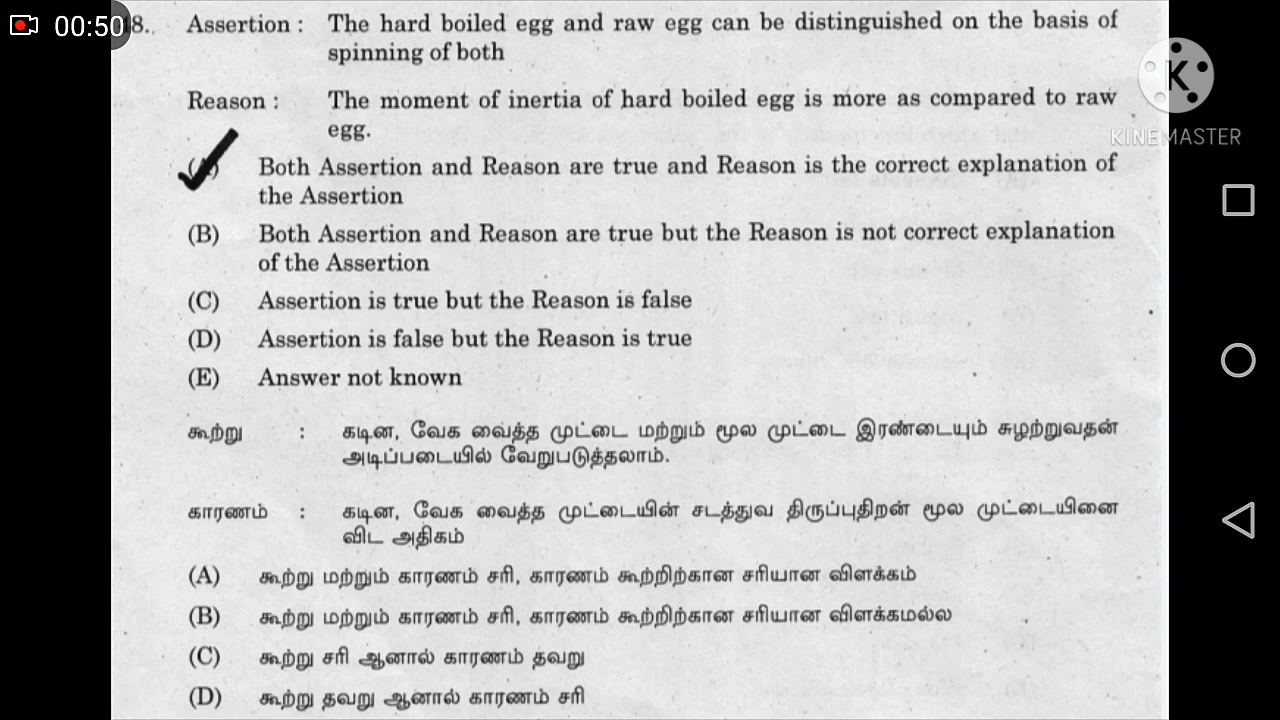 00:50
8. Assertion : The hard boiled egg and raw egg can be distinguished on the basis of
spinning of both
Reason : The moment of inertia of hard boiled egg is more as compared to raw
egg.
K
KINEMASTER
Both Assertion and Reason are true and Reason is the correct explanation of
the Assertion
(B) Both Assertion and Reason are true but the Reason is not correct explanation
of the Assertion
(C) Assertion is true but the Reason is false
(D) Assertion is false but the Reason is true
(E) Answer not known
கூற்று : கடின, வேக வைத்த முட்டை மற்றும் மூல முட்டை இரண்டையும் சுழற்றுவதன்
அடிப்படையில் வேறுபடுத்தலாம்.
காரணம் : கடின, வேக வைத்த முட்டையின் சடத்துவ திருப்புதிறன் மூல முட்டையினை
விட அதிகம்
(A) கூற்று மற்றும் காரணம் சரி, காரணம் கூற்றிற்கான சரியான விளக்கம்
(B) கூற்று மற்றும் காரணம் சரி, காரணம் கூற்றிற்கான சரியான விளக்கமல்ல
(C) கூற்று சரி ஆனால் காரணம் தவறு
(D) கூற்று தவறு ஆனால் காரணம் சரி